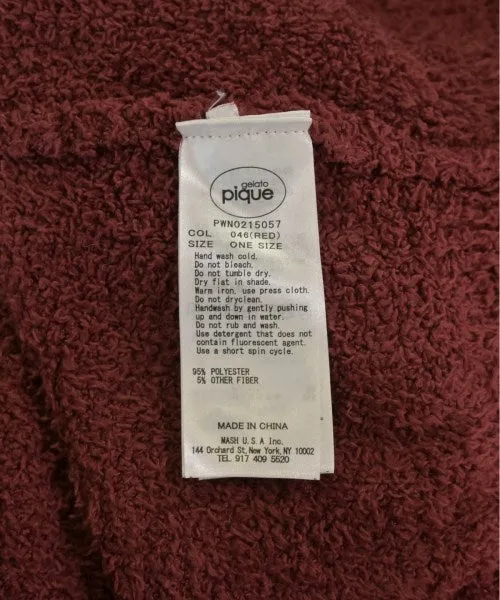 gelato
pique
PWNO215057
COL 046(RED)
SIZE ONE SIZE
Hand wash cold.
Do not bleach.
Do not tumble dry.
Dry flat in shade.
Warm iron, use press cloth.
Do not dryclean.
Handwash by gently pushing
up and down in water.
Do not rub and wash.
Use detergent that does not
contain fluorescent agent.
Use a short spin cycle.
95% POLYESTER
5% OTHER FIBER
MADE IN CHINA
MASH U.S.A Inc.
144 Orchard St, New York, NY 10002
TEL 917 409 5520